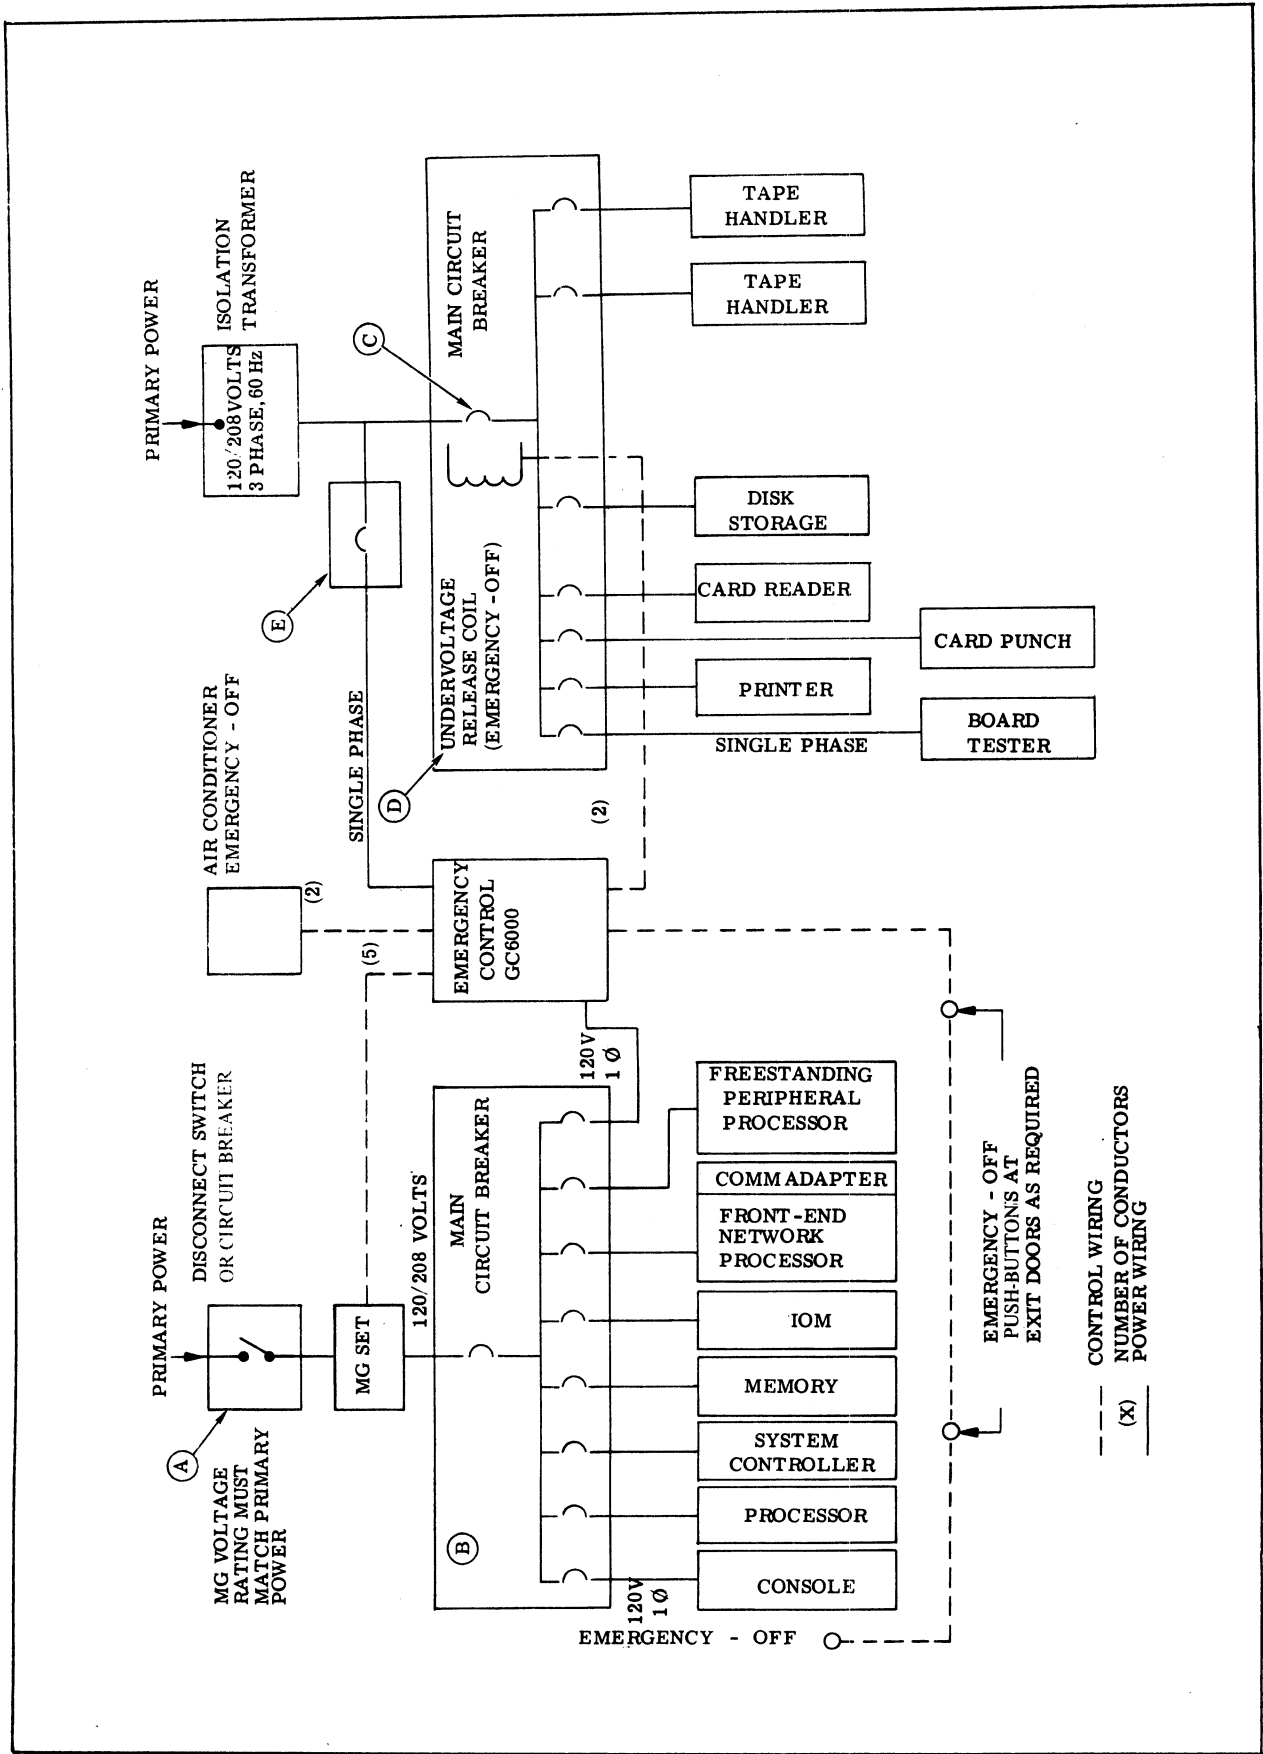 PRIMARY POWER
DISCONNECT SWITCH
OR CIRCUIT BREAKER
A
MG VOLTAGE
RATING MUST
MATCH PRIMARY
POWER
MG SET
120/208 VOLTS
MAIN
CIRCUIT BREAKER
B
120V
1 Ø
120V
1 Ø
CONSOLE
PROCESSOR
SYSTEM
CONTROLLER
MEMORY
IOM
COMM ADAPTER
FRONT-END
NETWORK
PROCESSOR
FREESTANDING
PERIPHERAL
PROCESSOR
EMERGENCY - OFF
EMERGENCY - OFF
PUSH-BUTTONS AT
EXIT DOORS AS REQUIRED
CONTROL WIRING
(X) NUMBER OF CONDUCTORS
POWER WIRING
AIR CONDITIONER
EMERGENCY - OFF
(2)
(5)
EMERGENCY
CONTROL
GC6000
SINGLE PHASE
(2)
PRIMARY POWER
ISOLATION
TRANSFORMER
120/208 VOLTS
3 PHASE, 60 Hz
E
C
D
MAIN CIRCUIT
BREAKER
UNDERVOLTAGE
RELEASE COIL
(EMERGENCY - OFF)
SINGLE PHASE
BOARD
TESTER
PRINTER
CARD PUNCH
CARD READER
DISK
STORAGE
TAPE
HANDLER
TAPE
HANDLER